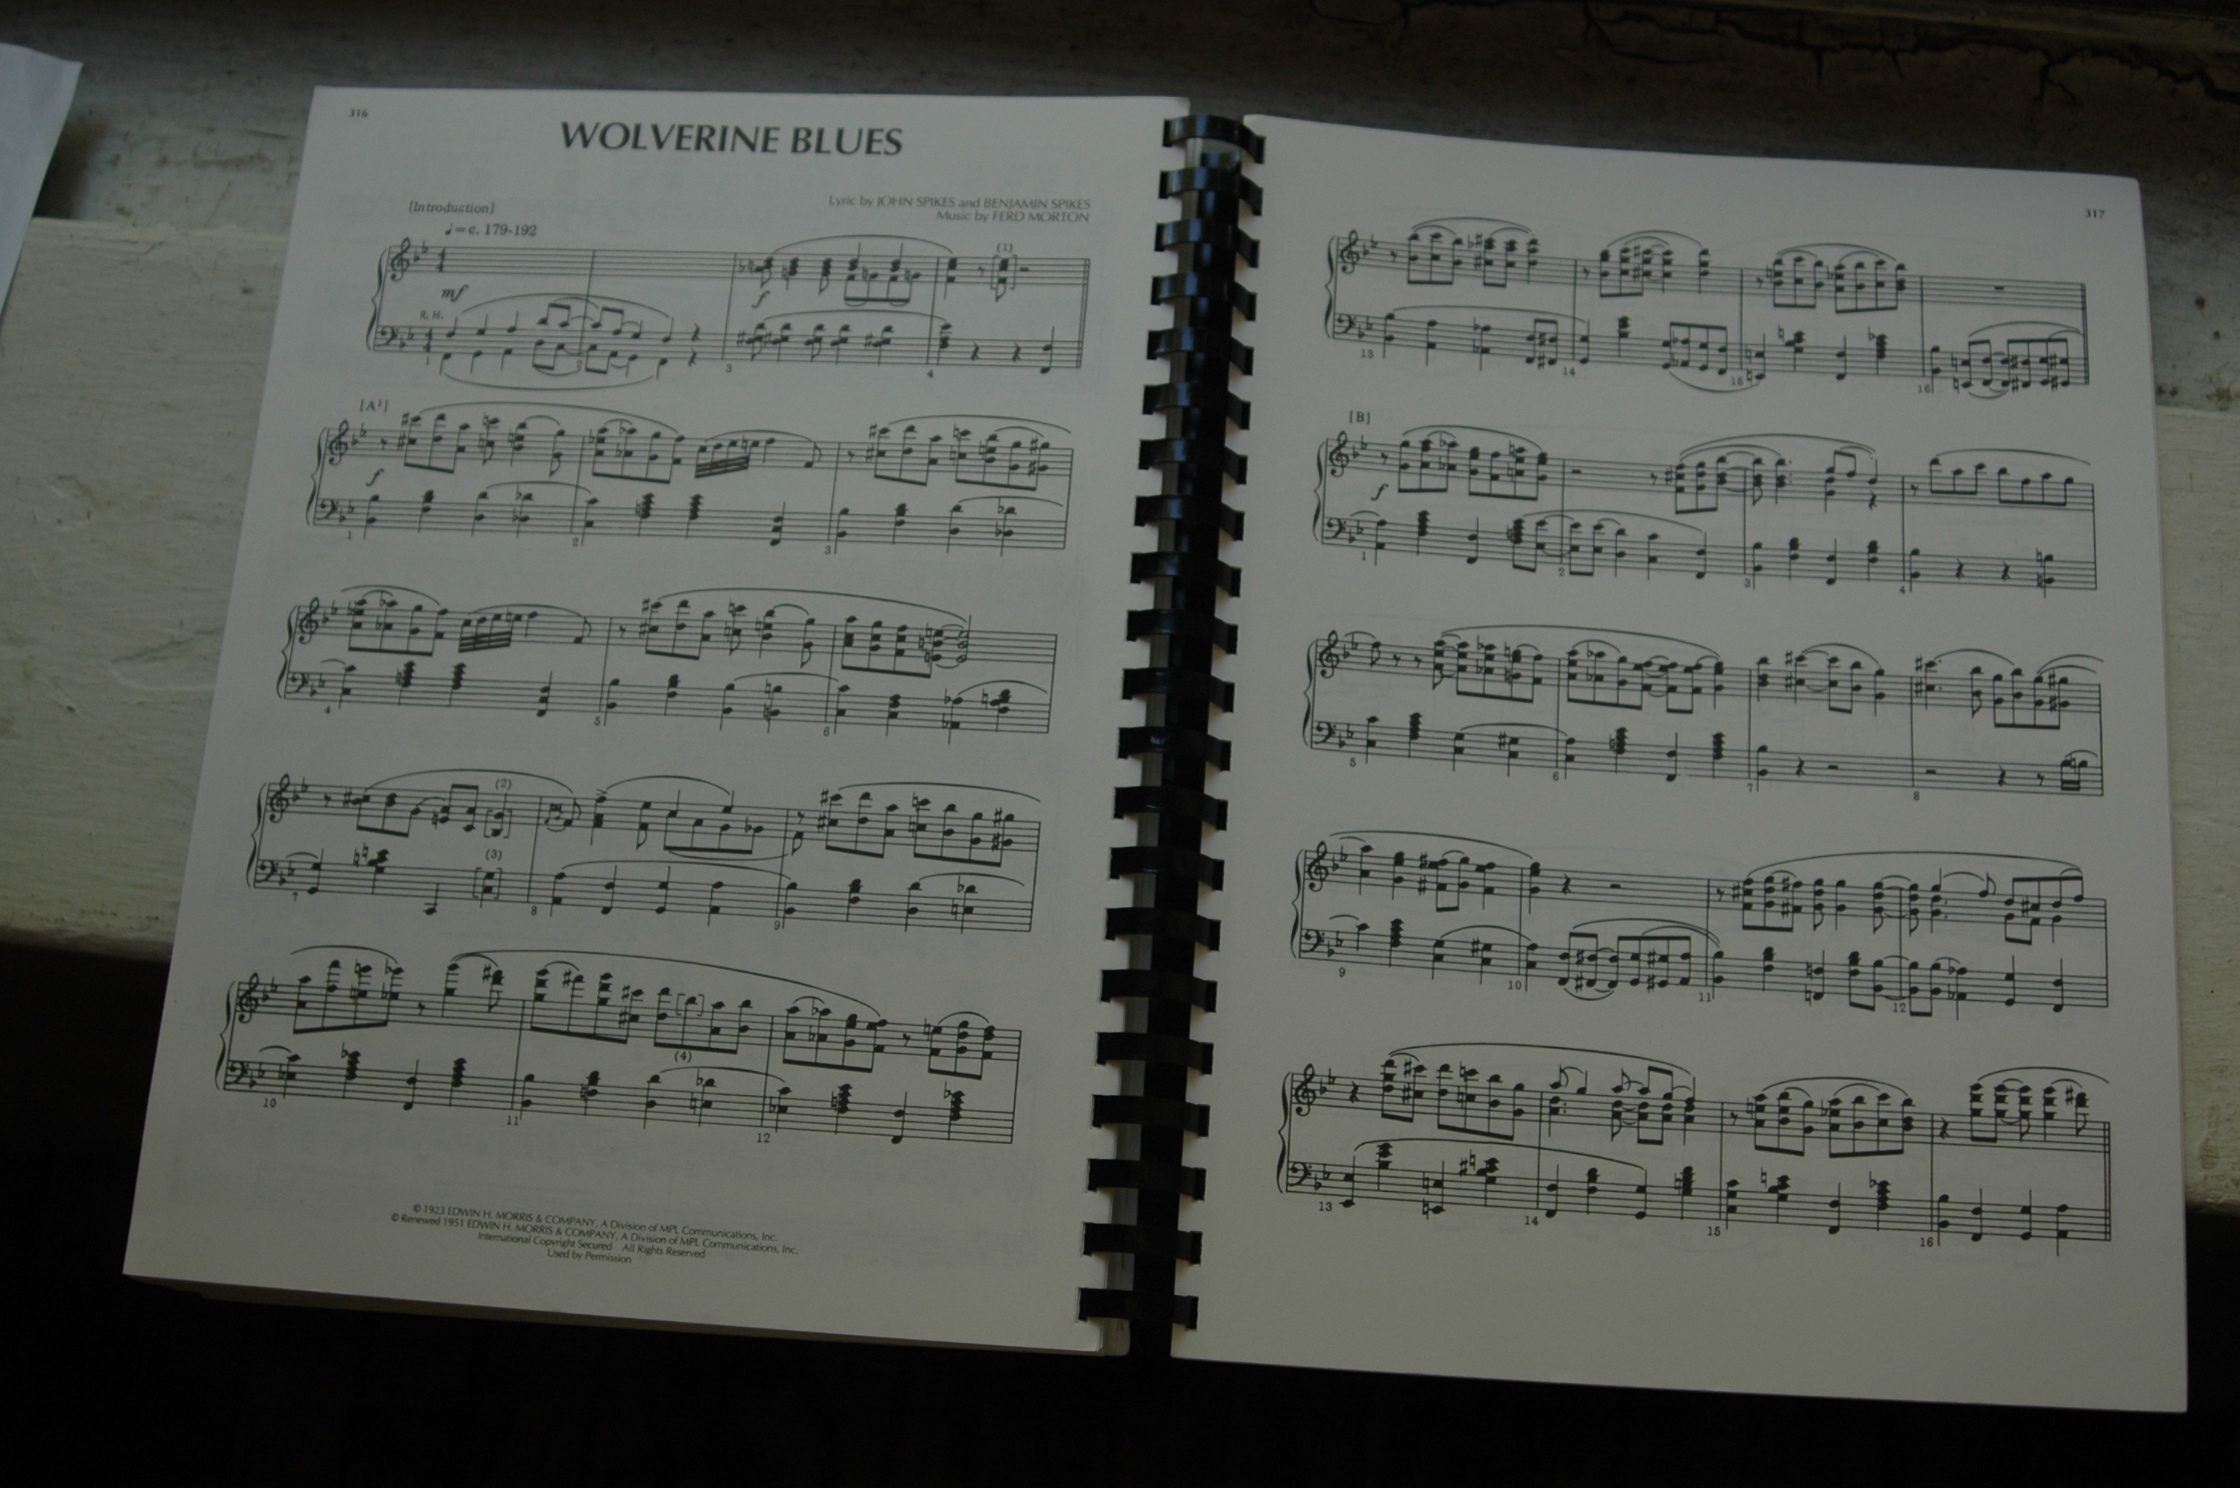 316
WOLVERINE BLUES
Lyric by JOHN SPIKES and BENJAMIN SPIKES
Music by FERD MORTON
[Introduction]
♩=c. 179-192
(1)
mf
f
R. H.
1
2
3
4
[A¹]
f
1
2
3
4
5
6
(2)
(3)
7
8
9
(4)
10
11
12
© 1923 EDWIN H. MORRIS & COMPANY, A Division of MPL Communications, Inc.
© Renewed 1951 EDWIN H. MORRIS & COMPANY, A Division of MPL Communications, Inc.
International Copyright Secured All Rights Reserved
Used by Permission
317
13
14
15
16
[B]
f
1
2
3
4
5
6
7
8
9
10
11
12
13
14
15
16